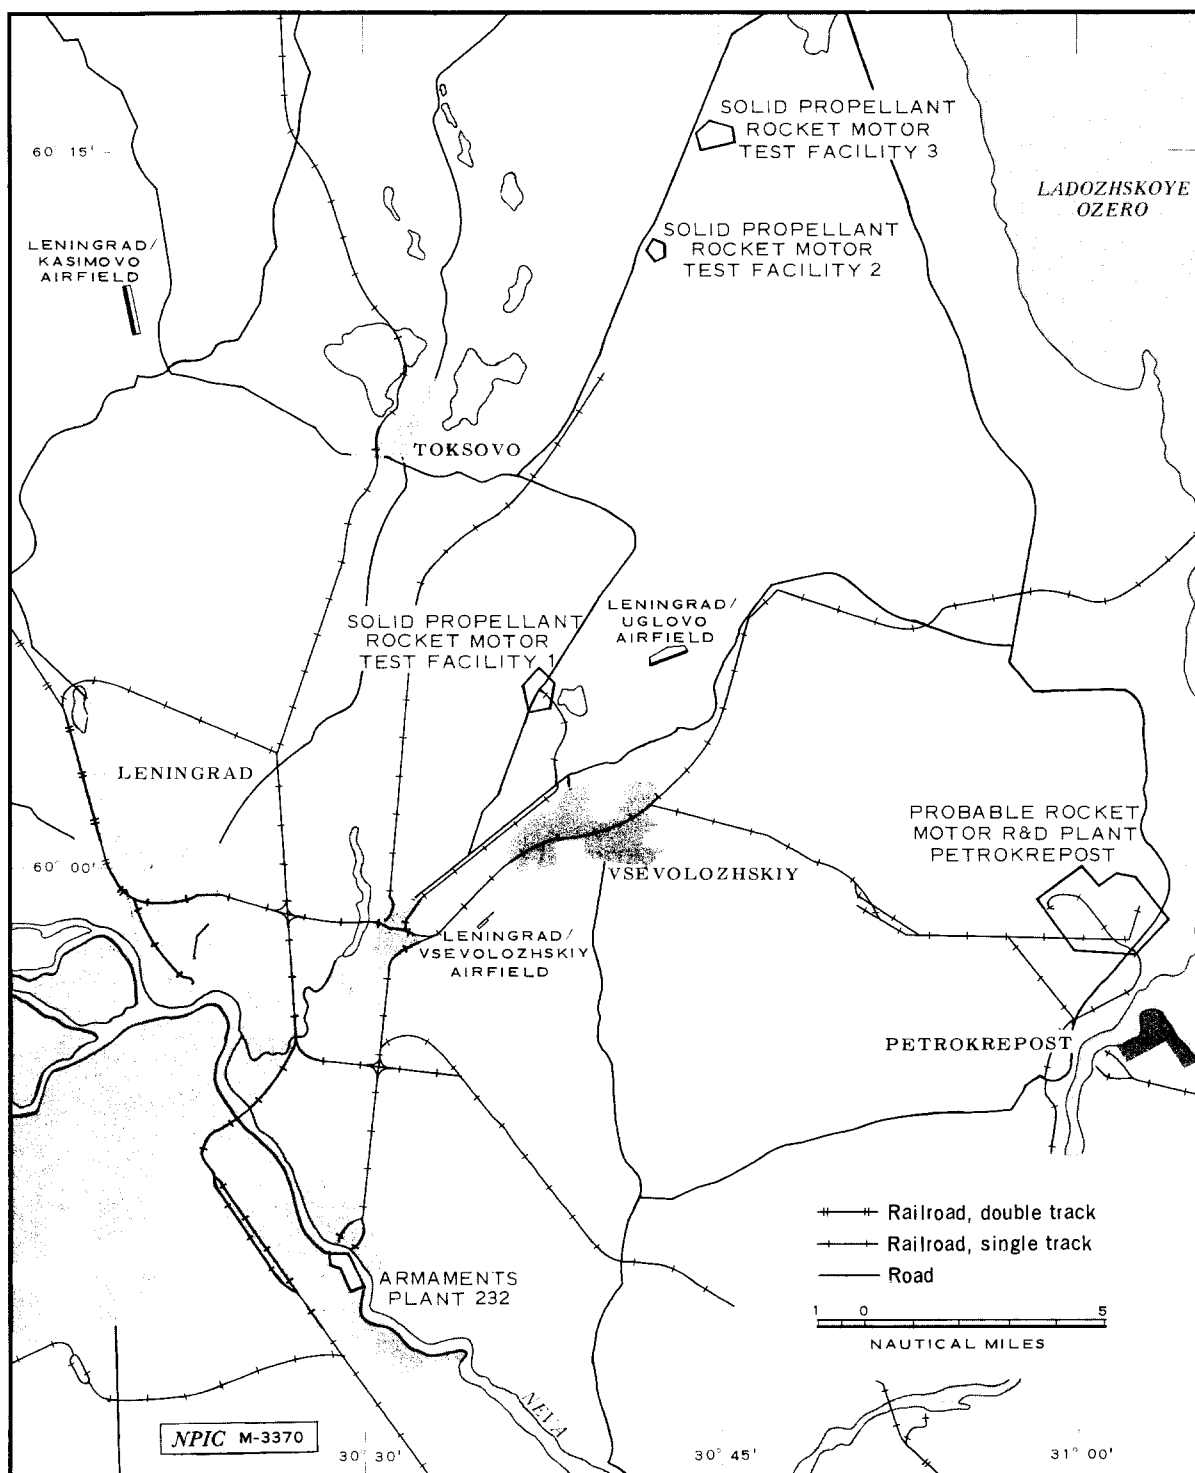 SOLID PROPELLANT
ROCKET MOTOR
TEST FACILITY 3
60° 15'
LADOZHSKOYE
OZERO
SOLID PROPELLANT
ROCKET MOTOR
TEST FACILITY 2
LENINGRAD/
KASIMOVO
AIRFIELD
TOKSOVO
LENINGRAD/
UGLOVO
AIRFIELD
SOLID PROPELLANT
ROCKET MOTOR
TEST FACILITY 1
LENINGRAD
PROBABLE ROCKET
MOTOR R&D PLANT
PETROKREPOST
60° 00'
VSEVOLOZHSKIY
LENINGRAD/
VSEVOLOZHSKIY
AIRFIELD
PETROKREPOST
Railroad, double track
Railroad, single track
Road
ARMAMENTS
PLANT 232
1 0 5
NAUTICAL MILES
NEVA
NPIC M-3370
30° 30' 30° 45' 31° 00'